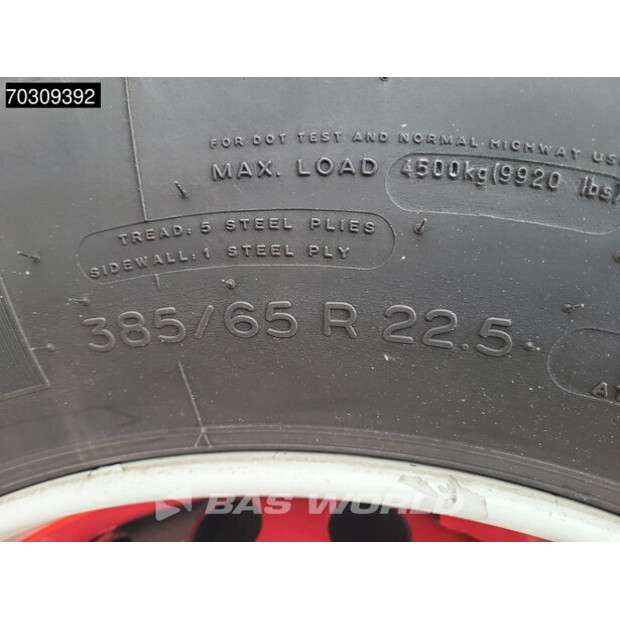 70309392
FOR DOT TEST AND NORMAL HIGHWAY US
MAX. LOAD 4500kg(9920 lbs)
TREAD: 5 STEEL PLIES
SIDEWALL: 1 STEEL PLY
385/65 R 22.5
BAS WORLD